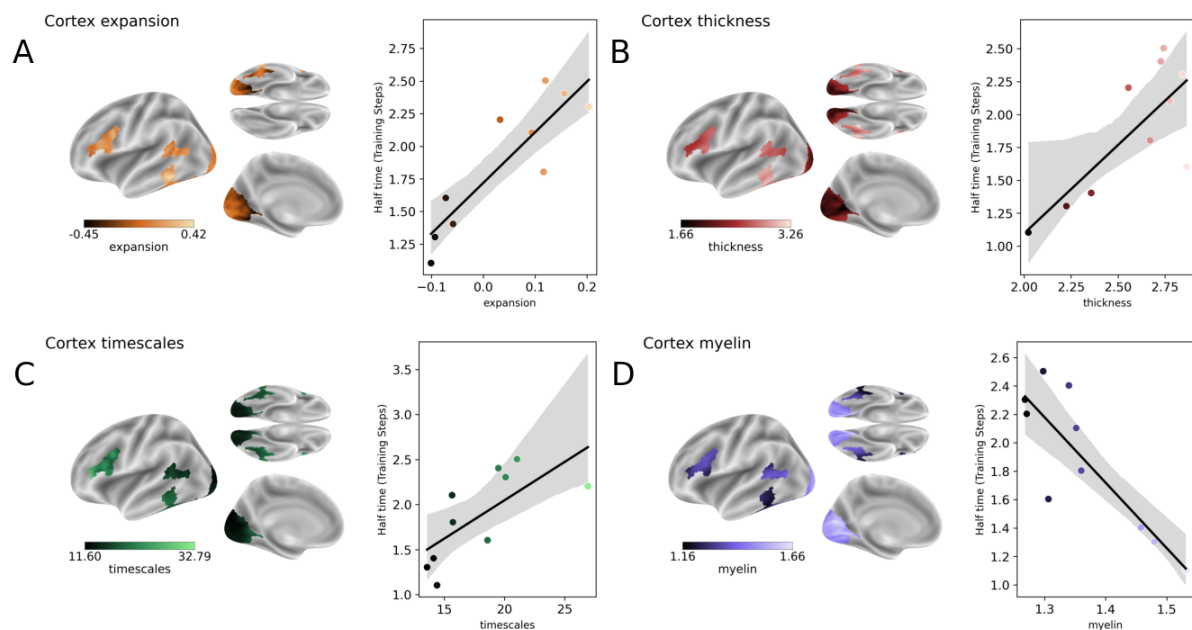 Cortex expansion
A
-0.45
0.42
expansion
Half time (Training Steps)
2.75
2.50
2.25
2.00
1.75
1.50
1.25
−0.1
0.0
0.1
0.2
expansion
Cortex thickness
B
1.66
3.26
thickness
Half time (Training Steps)
2.50
2.25
2.00
1.75
1.50
1.25
1.00
2.00
2.25
2.50
2.75
thickness
Cortex timescales
C
11.60
32.79
timescales
Half time (Training Steps)
3.5
3.0
2.5
2.0
1.5
1.0
15
20
25
timescales
Cortex myelin
D
1.16
1.66
myelin
Half time (Training Steps)
2.6
2.4
2.2
2.0
1.8
1.6
1.4
1.2
1.0
1.3
1.4
1.5
myelin